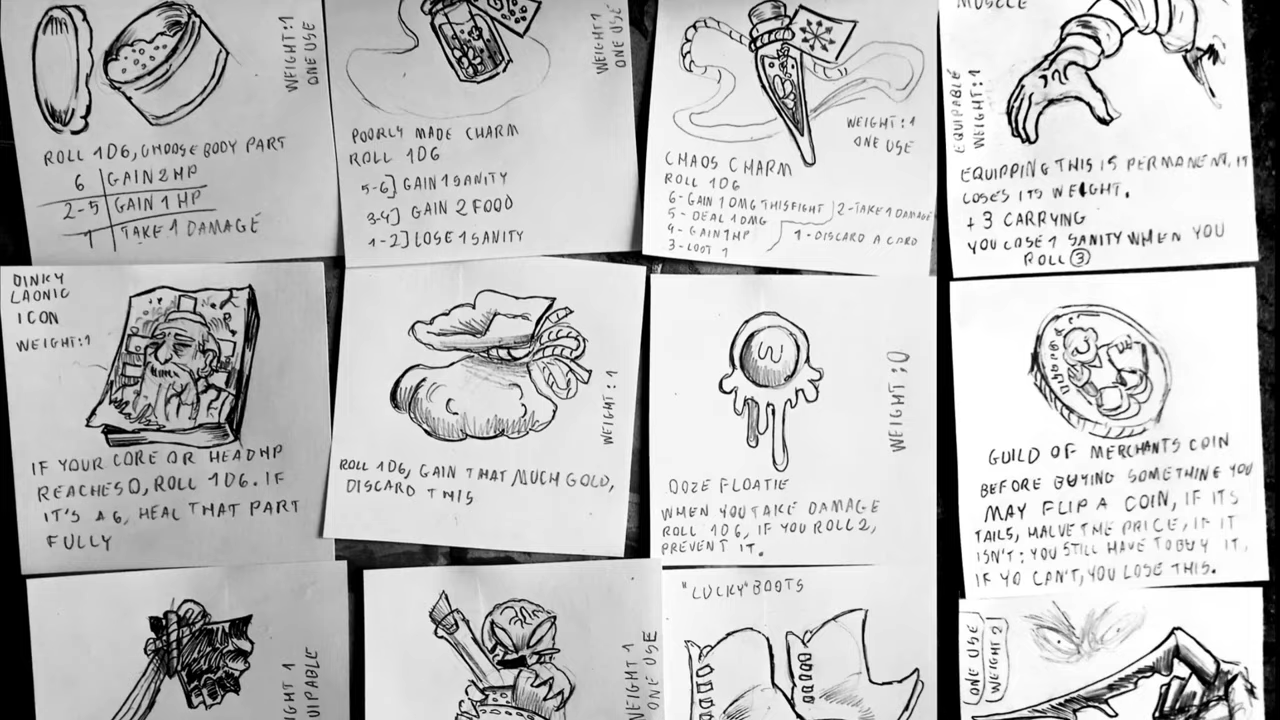 WEIGHT:1
ONE USE
ROLL 1D6, CHOOSE BODY PART
6 | GAIN 2 HP
2-5 | GAIN 1 HP
1 | TAKE 1 DAMAGE
WEIGHT:1
ONE USE
POORLY MADE CHARM
ROLL 1D6
5-6] GAIN 1 SANITY
3-4] GAIN 2 FOOD
1-2] LOSE 1 SANITY
WEIGHT:1
ONE USE
CHAOS CHARM
ROLL 1D6
6- GAIN 1 DMG THIS FIGHT
5- DEAL 1 DMG
4- GAIN 1 HP
3- LOOT 1
2- TAKE 1 DAMAGE
1- DISCARD A CARD
MUSCLE
EQUIPABLE
WEIGHT:1
EQUIPPING THIS IS PERMANENT, IT
LOSES ITS WEIGHT.
+3 CARRYING
YOU LOSE 1 SANITY WHEN YOU
ROLL 3
DINKY
LAONIC
ICON
WEIGHT:1
IF YOUR CORE OR HEAD HP
REACHES 0, ROLL 1D6. IF
IT'S A 6, HEAL THAT PART
FULLY
WEIGHT:1
ROLL 1D6, GAIN THAT MUCH GOLD,
DISCARD THIS
WEIGHT:0
OOZE FLOATIE
WHEN YOU TAKE DAMAGE
ROLL 1D6, IF YOU ROLL 2,
PREVENT IT.
GUILD OF MERCHANTS COIN
BEFORE BUYING SOMETHING YOU
MAY FLIP A COIN, IF ITS
TAILS, HALVE THE PRICE, IF IT
ISN'T: YOU STILL HAVE TO BUY IT,
IF YO CAN'T, YOU LOSE THIS.
IGHT 1
UIPABLE
WEIGHT 1
ONE USE
"LUCKY" BOOTS
ONE USE
WEIGHT 2